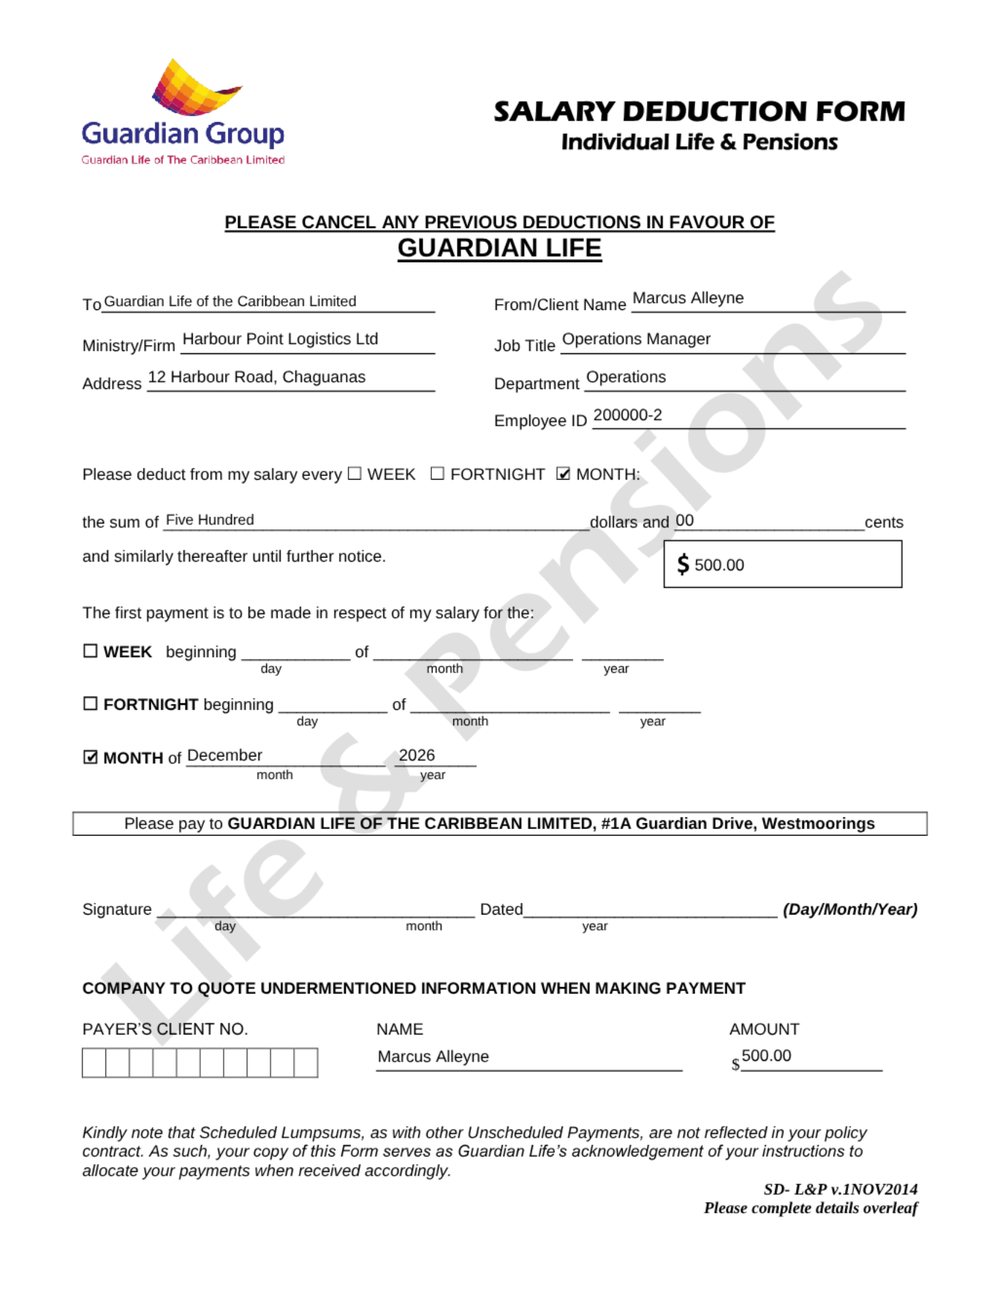 Guardian Group
Guardian Life of The Caribbean Limited
SALARY DEDUCTION FORM
Individual Life & Pensions
PLEASE CANCEL ANY PREVIOUS DEDUCTIONS IN FAVOUR OF
GUARDIAN LIFE
To Guardian Life of the Caribbean Limited
From/Client Name Marcus Alleyne
Ministry/Firm Harbour Point Logistics Ltd
Job Title Operations Manager
Address 12 Harbour Road, Chaguanas
Department Operations
Employee ID 200000-2
Please deduct from my salary every ☐ WEEK ☐ FORTNIGHT ☑ MONTH:
the sum of Five Hundred dollars and 00 cents
and similarly thereafter until further notice.
$ 500.00
The first payment is to be made in respect of my salary for the:
☐ WEEK beginning ____________ of ______________________ _________
day month year
☐ FORTNIGHT beginning ____________ of ______________________ _________
day month year
☑ MONTH of December 2026
month year
Please pay to GUARDIAN LIFE OF THE CARIBBEAN LIMITED, #1A Guardian Drive, Westmoorings
Signature ___________________________________ Dated____________________________ (Day/Month/Year)
day month year
COMPANY TO QUOTE UNDERMENTIONED INFORMATION WHEN MAKING PAYMENT
PAYER'S CLIENT NO. NAME AMOUNT
Marcus Alleyne $500.00
Kindly note that Scheduled Lumpsums, as with other Unscheduled Payments, are not reflected in your policy
contract. As such, your copy of this Form serves as Guardian Life's acknowledgement of your instructions to
allocate your payments when received accordingly.
SD- L&P v.1NOV2014
Please complete details overleaf
Life & Pensions